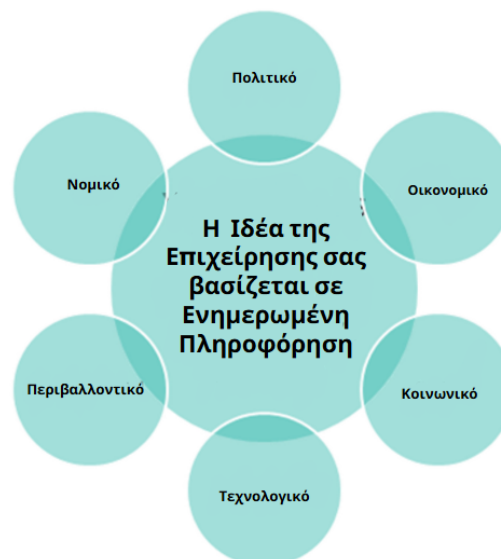 Πολιτικό
Νομικό
Οικονομικό
Η Ιδέα της
Επιχείρησης σας
βασίζεται σε
Ενημερωμένη
Πληροφόρηση
Περιβαλλοντικό
Κοινωνικό
Τεχνολογικό